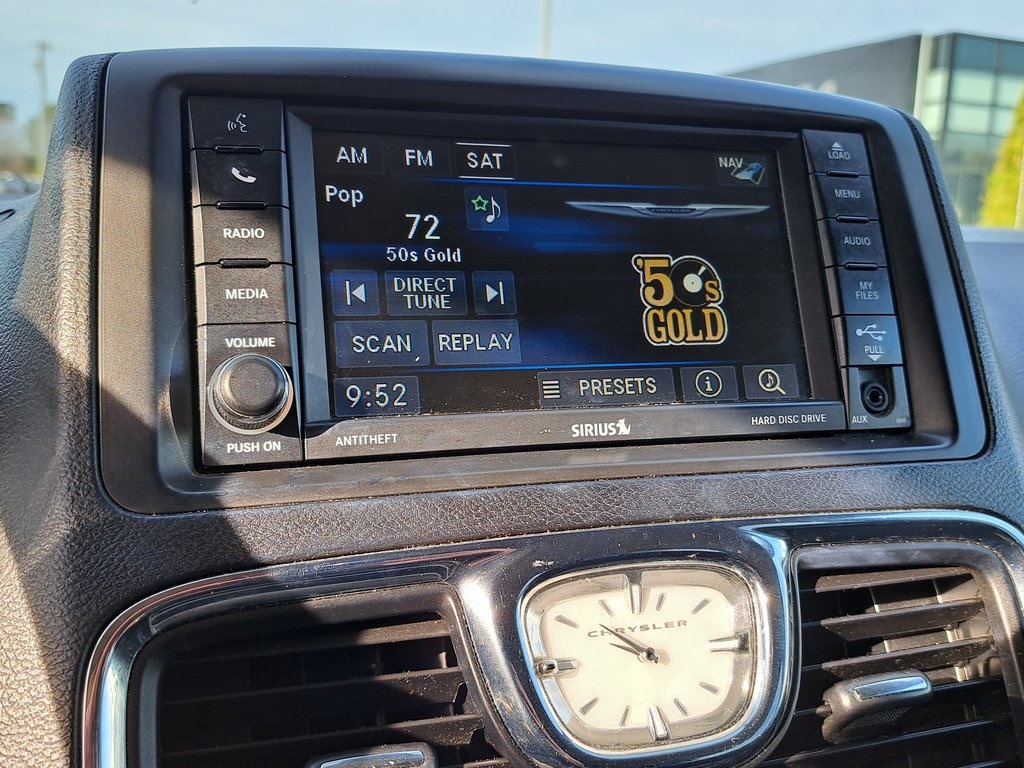 RADIO
MEDIA
VOLUME
PUSH ON
AM FM SAT NAV
Pop
72
50s Gold
DIRECT
TUNE
SCAN REPLAY
9:52
PRESETS
'50s
GOLD
ANTITHEFT
SIRIUS
HARD DISC DRIVE
LOAD
MENU
AUDIO
MY
FILES
PULL
AUX
CHRYSLER